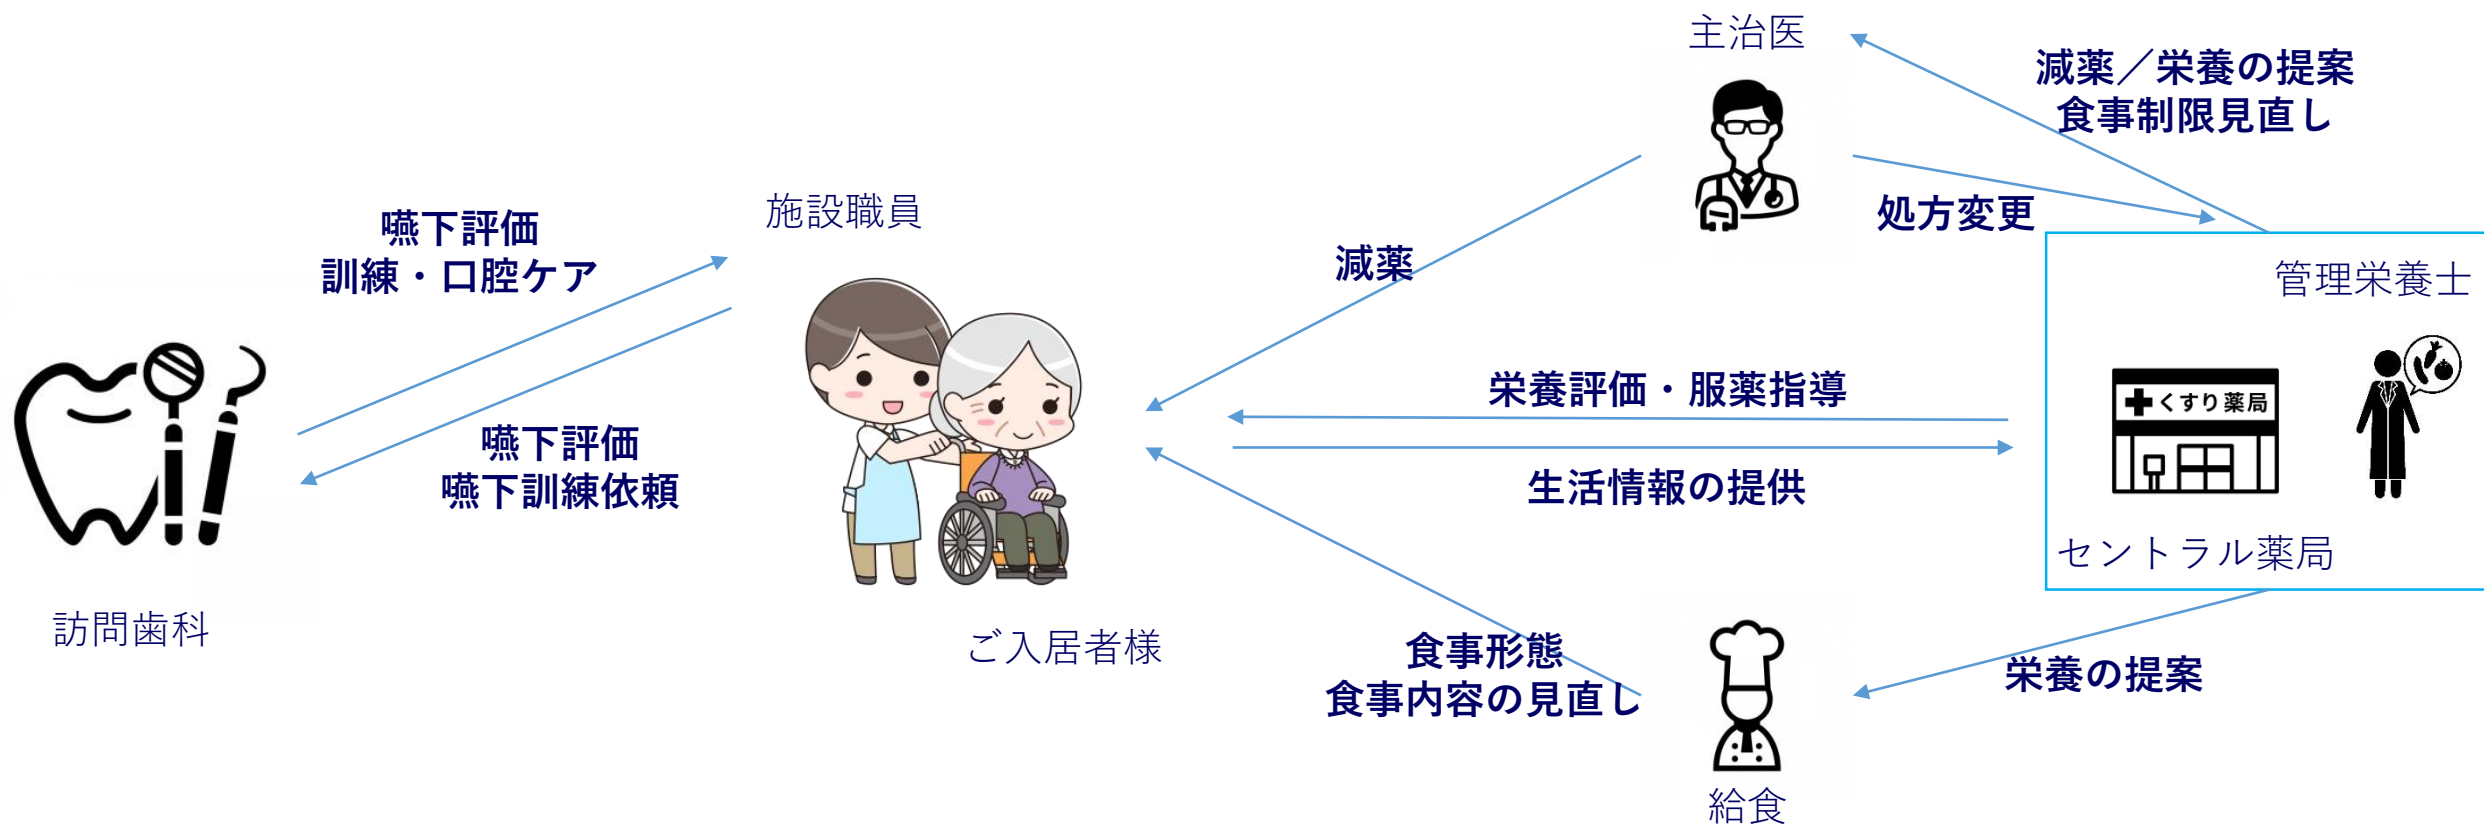 主治医
減薬／栄養の提案
食事制限見直し
施設職員
処方変更
嚥下評価
訓練・口腔ケア
減薬
管理栄養士
栄養評価・服薬指導
くすり薬局
嚥下評価
嚥下訓練依頼
生活情報の提供
セントラル薬局
訪問歯科
ご入居者様
食事形態
食事内容の見直し
栄養の提案
給食